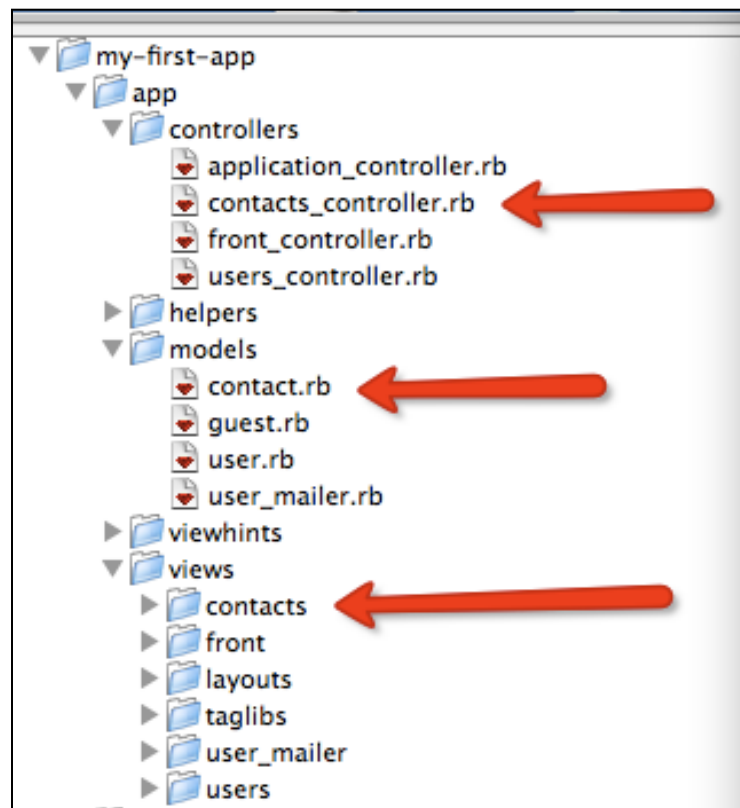 my-first-app
app
controllers
application_controller.rb
contacts_controller.rb
front_controller.rb
users_controller.rb
helpers
models
contact.rb
guest.rb
user.rb
user_mailer.rb
viewhints
views
contacts
front
layouts
taglibs
user_mailer
users